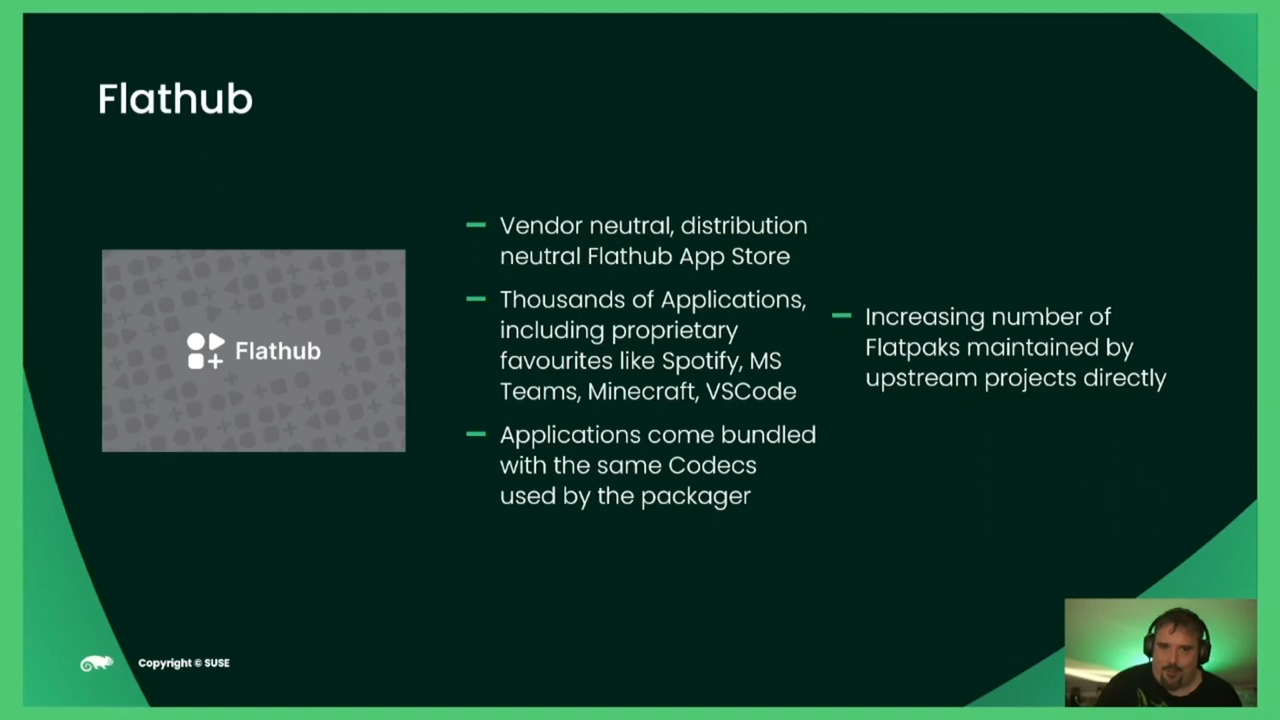 Flathub
Flathub
Vendor neutral, distribution
neutral Flathub App Store
Thousands of Applications,
including proprietary
favourites like Spotify, MS
Teams, Minecraft, VSCode
Applications come bundled
with the same Codecs
used by the packager
Increasing number of
Flatpaks maintained by
upstream projects directly
Copyright © SUSE